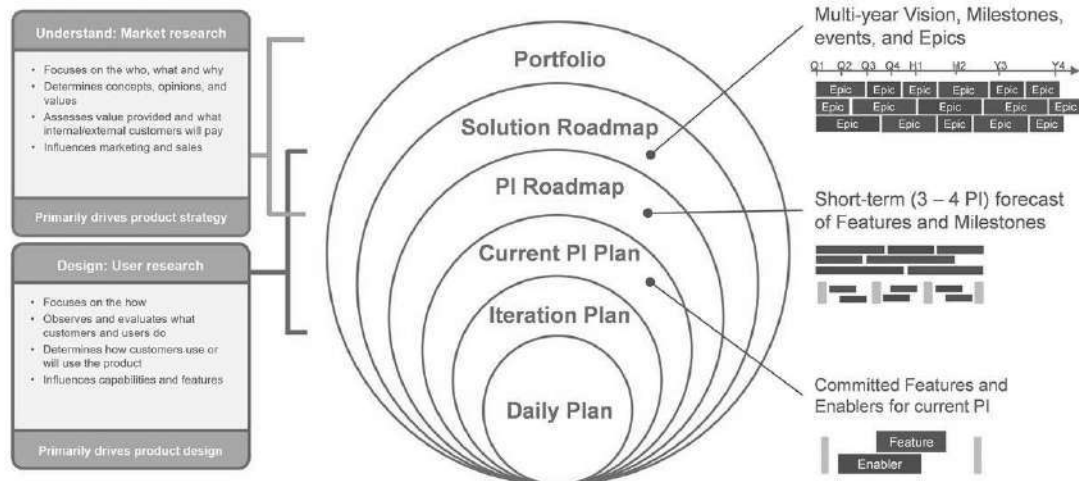 Understand: Market research
• Focuses on the who, what and why
• Determines concepts, opinions, and
values
• Assesses value provided and what
internal/external customers will pay
• Influences marketing and sales
Primarily drives product strategy
Design: User research
• Focuses on the how
• Observes and evaluates what
customers and users do
• Determines how customers use or
will use the product
• Influences capabilities and features
Primarily drives product design
Portfolio
Solution Roadmap
PI Roadmap
Current PI Plan
Iteration Plan
Daily Plan
Multi-year Vision, Milestones,
events, and Epics
Q1 Q2 Q3 Q4 H1 H2 Y3 Y4
Epic Epic Epic Epic Epic Epic
Epic Epic Epic Epic Epic
Epic Epic Epic Epic Epic
Short-term (3 – 4 PI) forecast
of Features and Milestones
Committed Features and
Enablers for current PI
Feature
Enabler